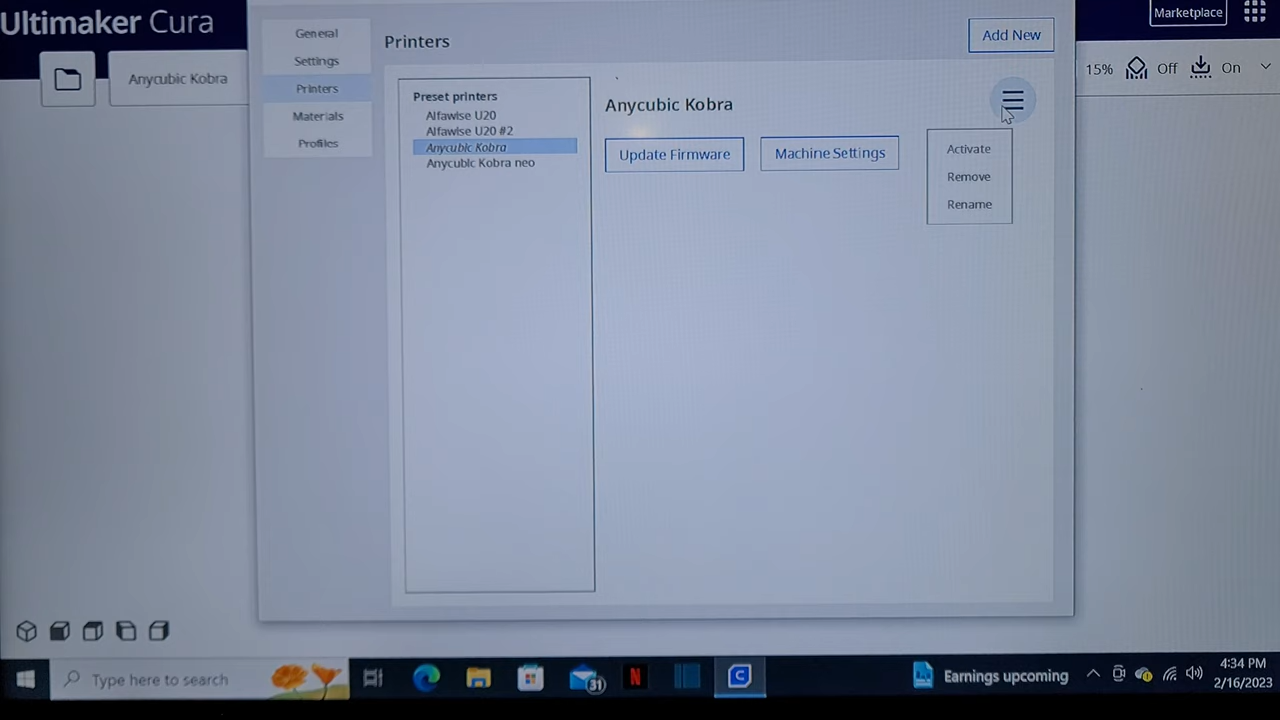 Ultimaker Cura
Marketplace
General
Settings
Printers
Materials
Profiles
Printers
Add New
Anycubic Kobra
15%
Off
On
Preset printers
Alfawise U20
Alfawise U20 #2
Anycubic Kobra
Anycubic Kobra neo
Anycubic Kobra
Update Firmware
Machine Settings
Activate
Remove
Rename
Type here to search
31
N
C
Earnings upcoming
4:34 PM
2/16/2023